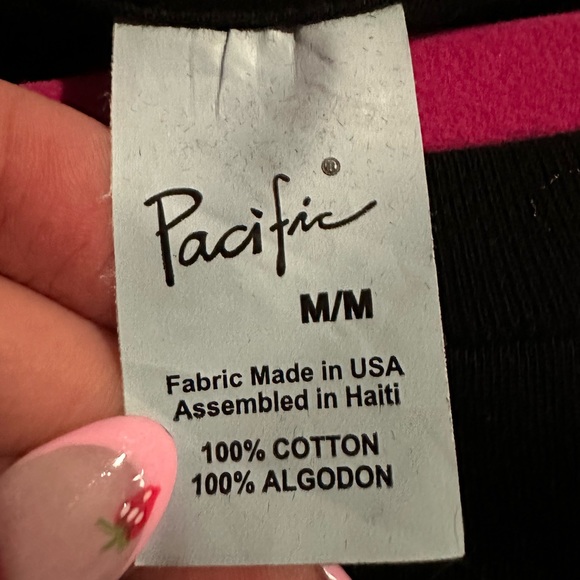 Pacific®
M/M
Fabric Made in USA
Assembled in Haiti
100% COTTON
100% ALGODON